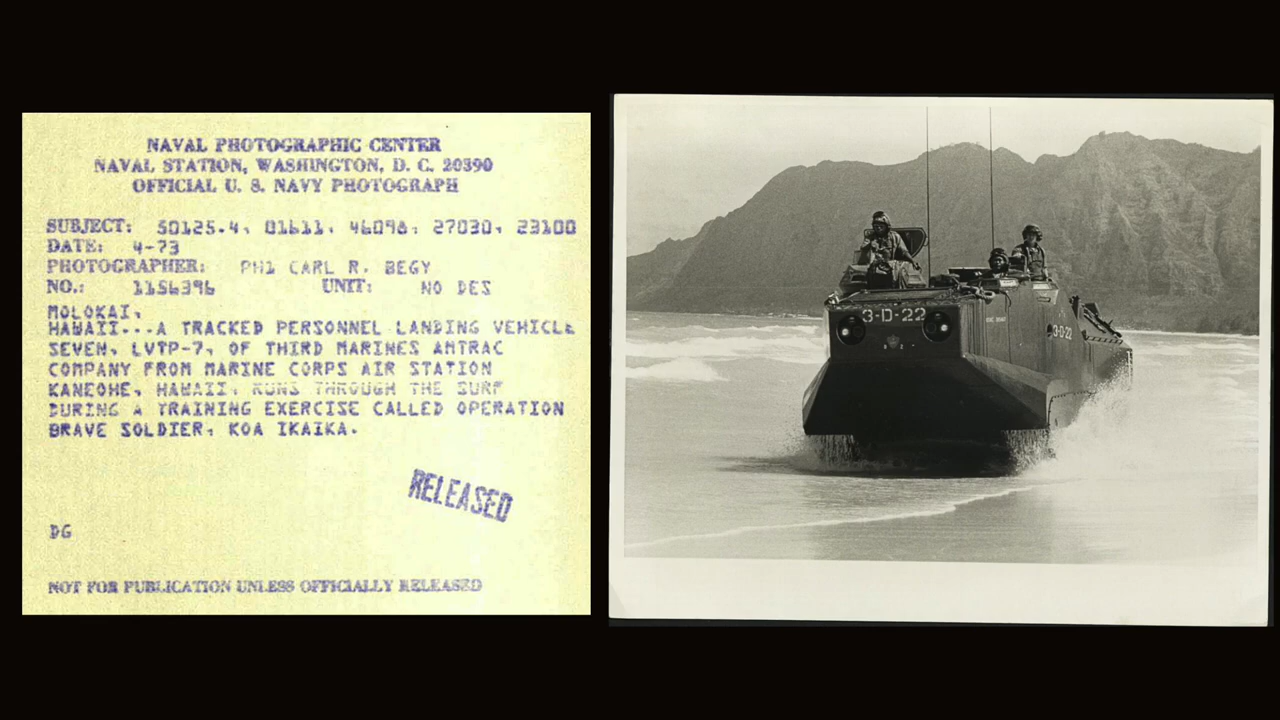 NAVAL PHOTOGRAPHIC CENTER
NAVAL STATION, WASHINGTON, D. C. 20390
OFFICIAL U. S. NAVY PHOTOGRAPH
SUBJECT: 50125.4, 01611, 46098, 27030, 23100
DATE: 4-73
PHOTOGRAPHER: PH1 CARL R. BEGY
NO.: 1156396 UNIT: NO DES
MOLOKAI,
HAWAII...A TRACKED PERSONNEL LANDING VEHICLE
SEVEN, LVTP-7, OF THIRD MARINES AMTRAC
COMPANY FROM MARINE CORPS AIR STATION
KANEOHE, HAWAII, RUNS THROUGH THE SURF
DURING A TRAINING EXERCISE CALLED OPERATION
BRAVE SOLDIER, KOA IKAIKA.
RELEASED
DG
NOT FOR PUBLICATION UNLESS OFFICIALLY RELEASED
3-D-22
3-D-22